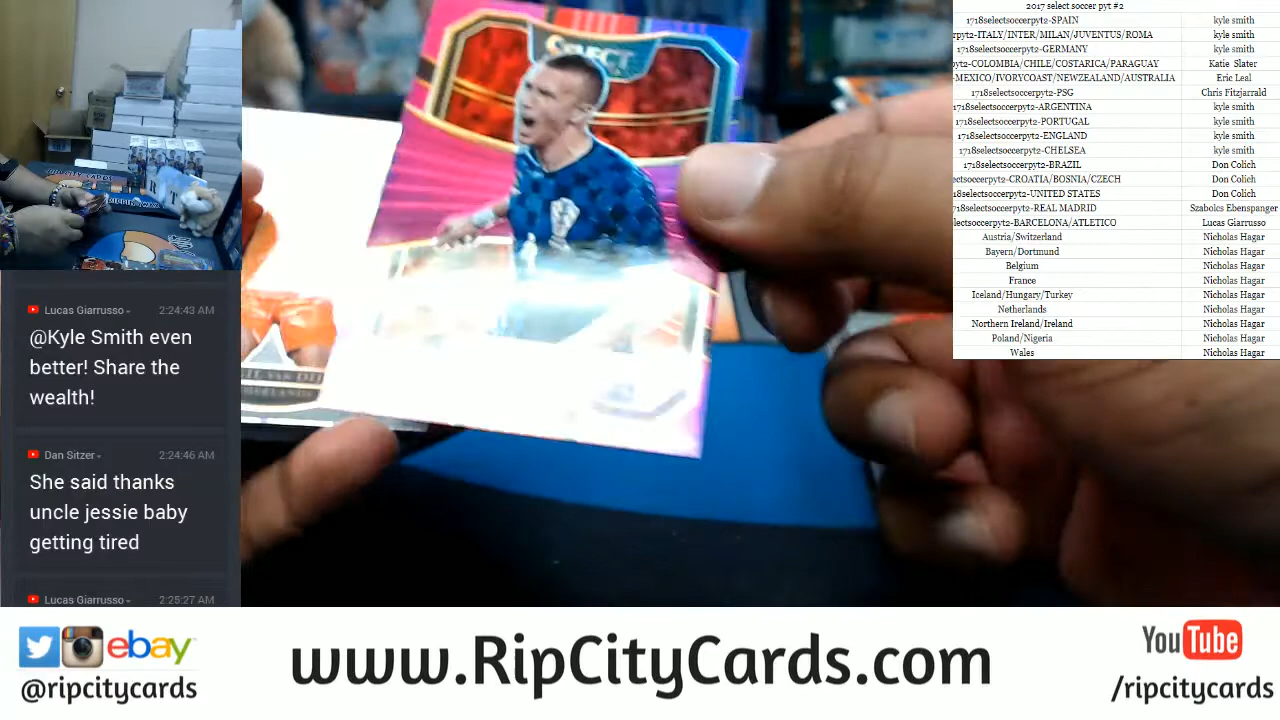 2017 select soccer pyt #2
1718selectsoccerpyt2-SPAIN kyle smith
rpyt2-ITALY/INTER/MILAN/JUVENTUS/ROMA kyle smith
1718selectsoccerpyt2-GERMANY kyle smith
pyt2-COLOMBIA/CHILE/COSTARICA/PARAGUAY Katie Slater
-MEXICO/IVORYCOAST/NEWZEALAND/AUSTRALIA Eric Leal
1718selectsoccerpyt2-PSG Chris Fitzjarrald
1718selectsoccerpyt2-ARGENTINA kyle smith
1718selectsoccerpyt2-PORTUGAL kyle smith
1718selectsoccerpyt2-ENGLAND kyle smith
1718selectsoccerpyt2-CHELSEA kyle smith
1718selectsoccerpyt2-BRAZIL Don Colich
ectsoccerpyt2-CROATIA/BOSNIA/CZECH Don Colich
718selectsoccerpyt2-UNITED STATES Don Colich
718selectsoccerpyt2-REAL MADRID Szabolcs Ebenspanger
lectsoccerpyt2-BARCELONA/ATLETICO Lucas Giarrusso
Austria/Switzerland Nicholas Hagar
Bayern/Dortmund Nicholas Hagar
Belgium Nicholas Hagar
France Nicholas Hagar
Iceland/Hungary/Turkey Nicholas Hagar
Netherlands Nicholas Hagar
Northern Ireland/Ireland Nicholas Hagar
Poland/Nigeria Nicholas Hagar
Wales Nicholas Hagar
SELECT
Lucas Giarrusso 2:24:43 AM
@Kyle Smith even
better! Share the
wealth!
Dan Sitzer 2:24:46 AM
She said thanks
uncle jessie baby
getting tired
Lucas Giarrusso 2:25:27 AM
ebay
@ripcitycards
www.RipCityCards.com
YouTube
/ripcitycards